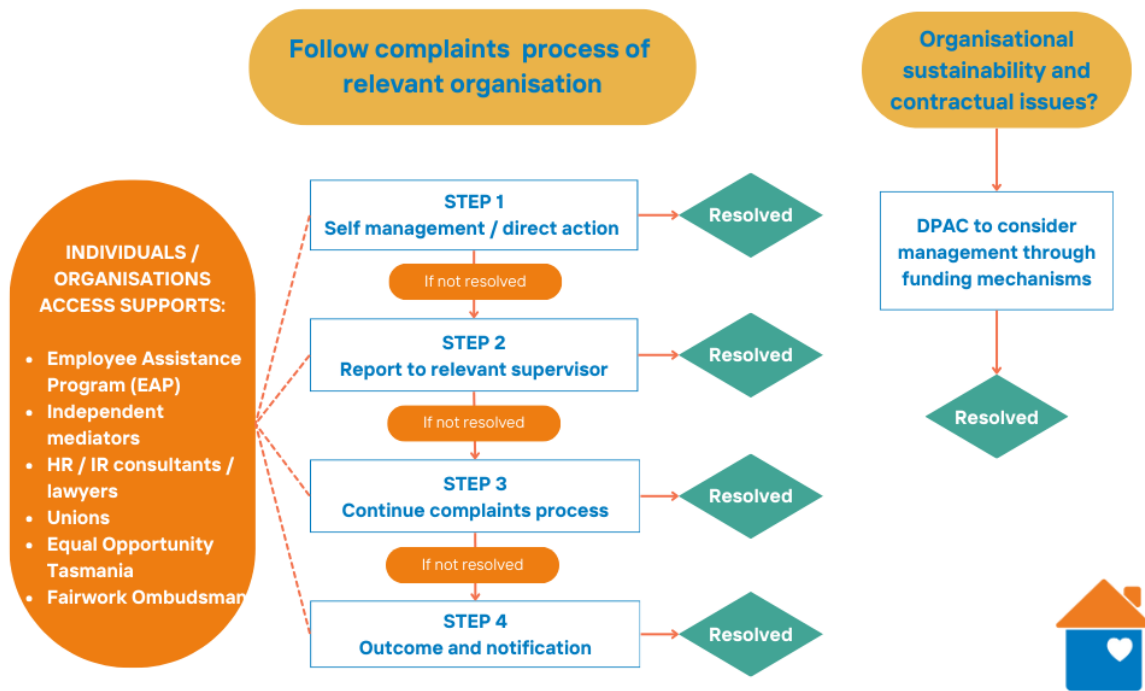 Follow complaints process of
relevant organisation
Organisational
sustainability and
contractual issues?
INDIVIDUALS /
ORGANISATIONS
ACCESS SUPPORTS:
• Employee Assistance
Program (EAP)
• Independent
mediators
• HR / IR consultants /
lawyers
• Unions
• Equal Opportunity
Tasmania
• Fairwork Ombudsman
STEP 1
Self management / direct action
Resolved
If not resolved
STEP 2
Report to relevant supervisor
Resolved
If not resolved
STEP 3
Continue complaints process
Resolved
If not resolved
STEP 4
Outcome and notification
Resolved
DPAC to consider
management through
funding mechanisms
Resolved